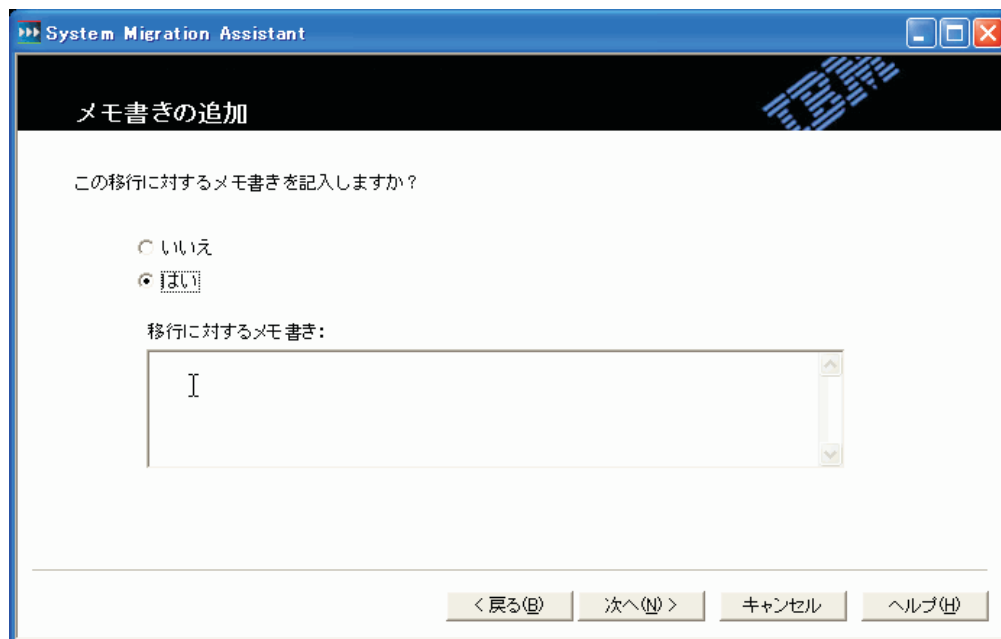 System Migration Assistant
IBM
メモ書きの追加
この移行に対するメモ書きを記入しますか？
いいえ
はい
移行に対するメモ書き:
< 戻る(B) 次へ(N) > キャンセル ヘルプ(H)